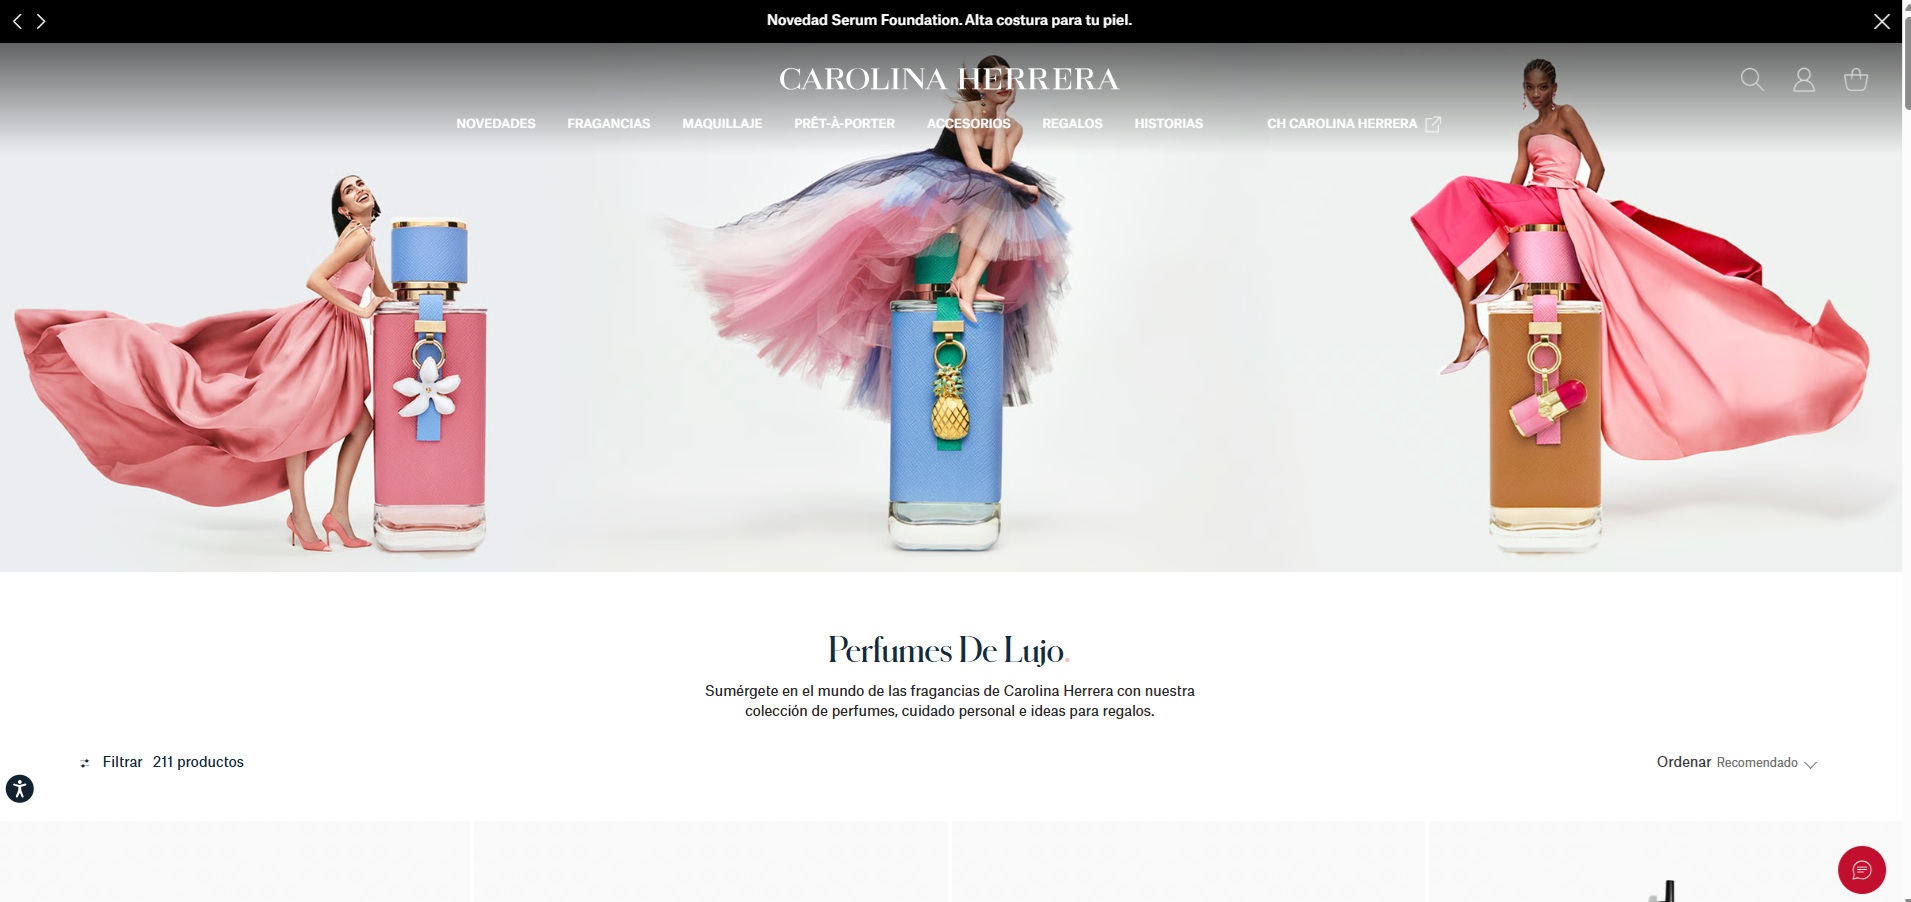 Novedad Serum Foundation. Alta costura para tu piel.
CAROLINA HERRERA
NOVEDADES FRAGANCIAS MAQUILLAJE PRÊT-À-PORTER ACCESORIOS REGALOS HISTORIAS CH CAROLINA HERRERA
Perfumes De Lujo.
Sumérgete en el mundo de las fragancias de Carolina Herrera con nuestra
colección de perfumes, cuidado personal e ideas para regalos.
Filtrar 211 productos
Ordenar Recomendado